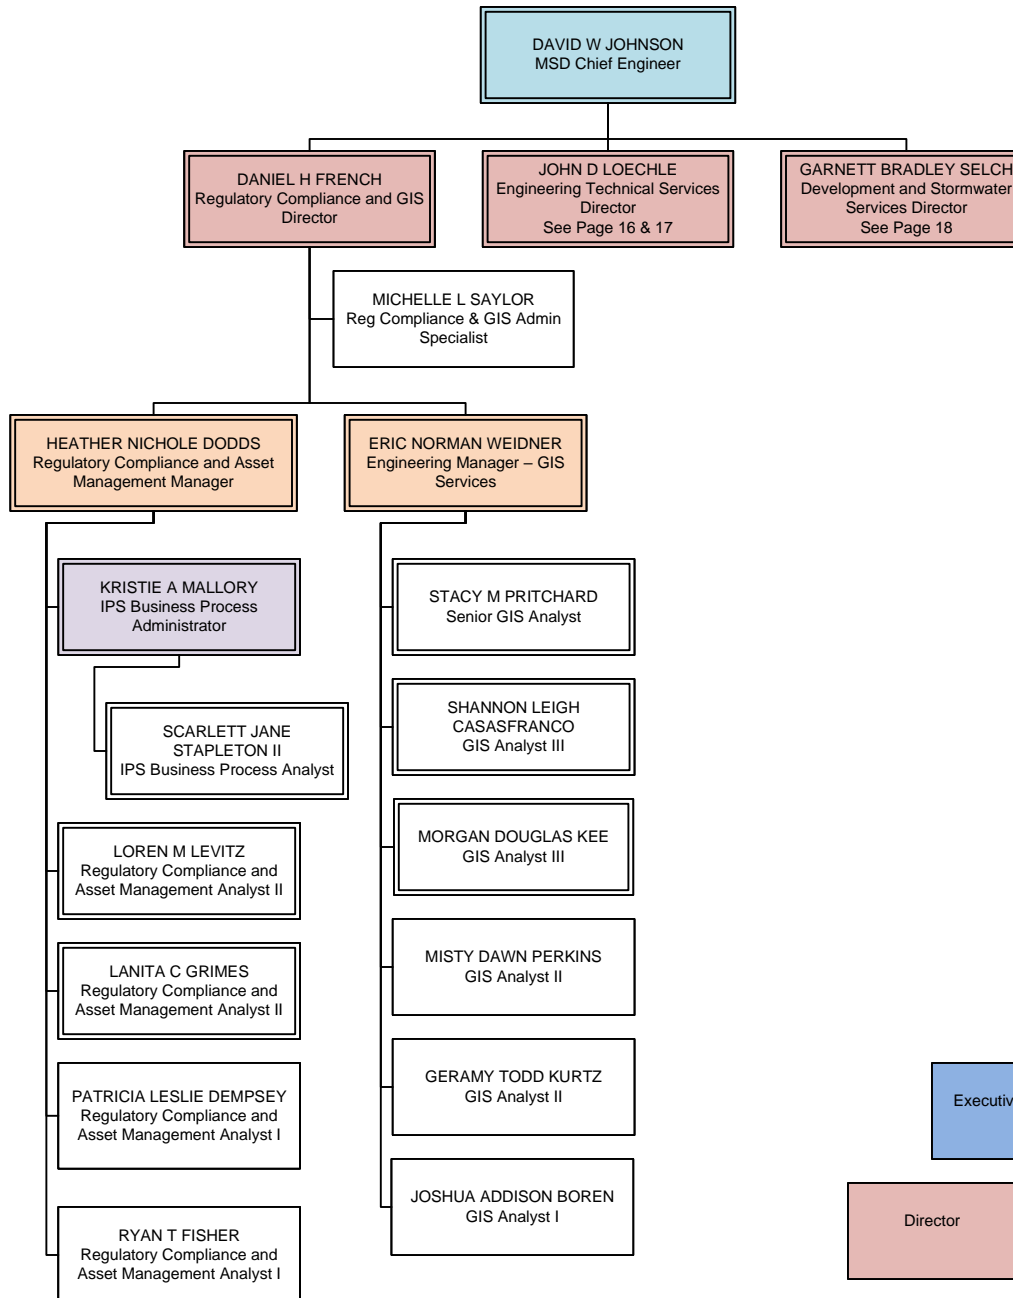 DAVID W JOHNSON
MSD Chief Engineer
DANIEL H FRENCH
Regulatory Compliance and GIS
Director
JOHN D LOECHLE
Engineering Technical Services
Director
See Page 16 & 17
GARNETT BRADLEY SELCH
Development and Stormwater
Services Director
See Page 18
MICHELLE L SAYLOR
Reg Compliance & GIS Admin
Specialist
HEATHER NICHOLE DODDS
Regulatory Compliance and Asset
Management Manager
ERIC NORMAN WEIDNER
Engineering Manager – GIS
Services
KRISTIE A MALLORY
IPS Business Process
Administrator
SCARLETT JANE
STAPLETON II
IPS Business Process Analyst
LOREN M LEVITZ
Regulatory Compliance and
Asset Management Analyst II
LANITA C GRIMES
Regulatory Compliance and
Asset Management Analyst II
PATRICIA LESLIE DEMPSEY
Regulatory Compliance and
Asset Management Analyst I
RYAN T FISHER
Regulatory Compliance and
Asset Management Analyst I
STACY M PRITCHARD
Senior GIS Analyst
SHANNON LEIGH
CASASFRANCO
GIS Analyst III
MORGAN DOUGLAS KEE
GIS Analyst III
MISTY DAWN PERKINS
GIS Analyst II
GERAMY TODD KURTZ
GIS Analyst II
JOSHUA ADDISON BOREN
GIS Analyst I
Executiv
Director